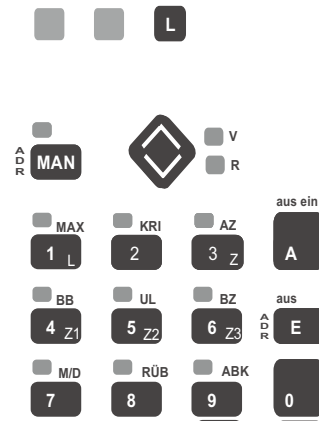 L
V
A
D
R
MAN
R
aus ein
MAX
KRI
AZ
1 L
2
3 Z
A
BB
UL
BZ
aus
4 Z1
5 Z2
6 Z3
A
D
R
E
M/D
RÜB
ABK
7
8
9
0